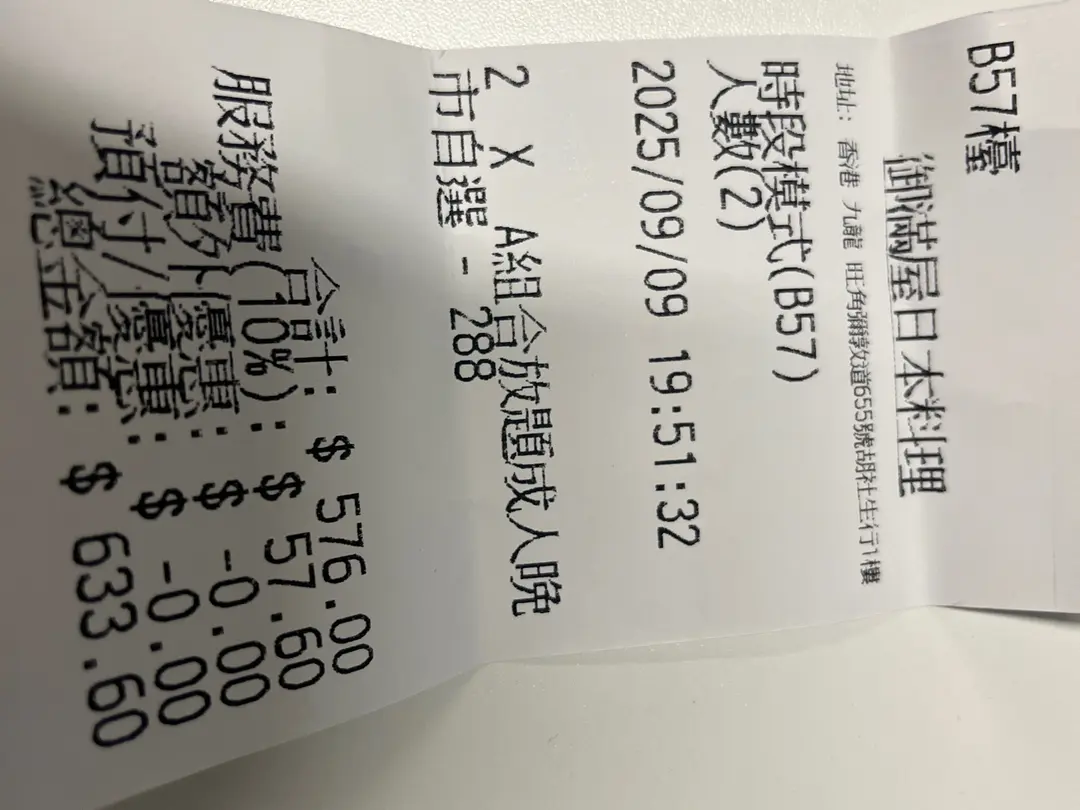 B57檯
御滿屋日本料理
地址： 香港 九龍 旺角彌敦道655號胡社生行1樓
時段模式(B57)
人數(2)
2025/09/09 19:51:32
2 X A組合放題成人晚
市自選 - 288
合計: $ 576.00
服務費(10%): $ 57.60
額外優惠: $ -0.00
預付/優惠: $ -0.00
總金額: $ 633.60